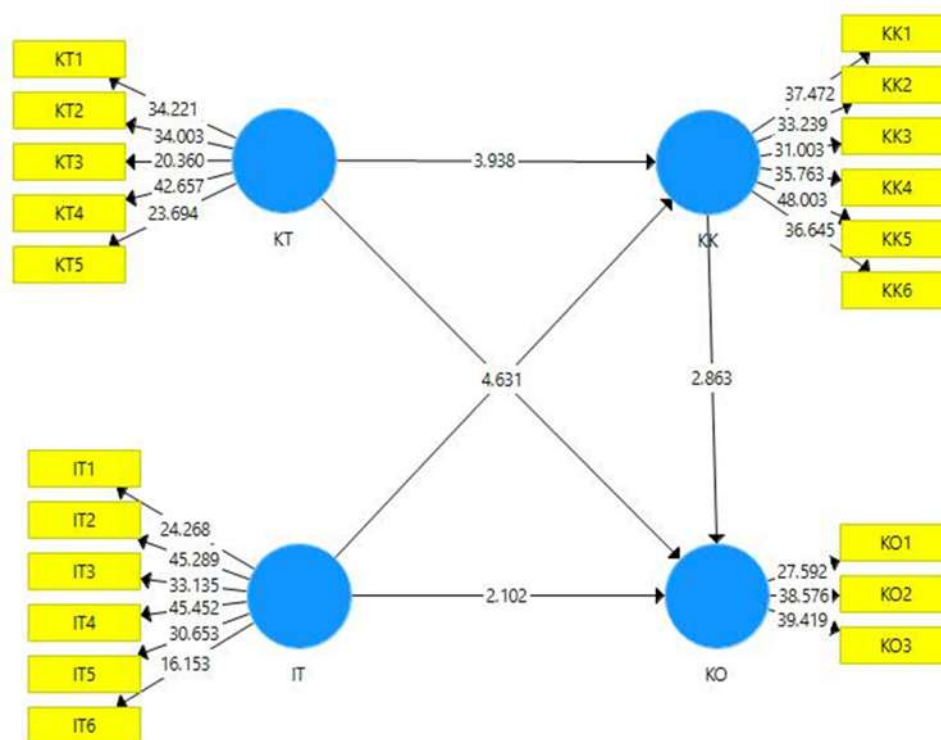 KT1
KT2
KT3
KT4
KT5
34.221
34.003
20.360
42.657
23.694
KT
3.938
KK
KK1
KK2
KK3
KK4
KK5
KK6
37.472
33.239
31.003
35.763
48.003
36.645
4.631
2.863
IT1
IT2
IT3
IT4
IT5
IT6
24.268
45.289
33.135
45.452
30.653
16.153
IT
2.102
KO
KO1
KO2
KO3
27.592
38.576
39.419